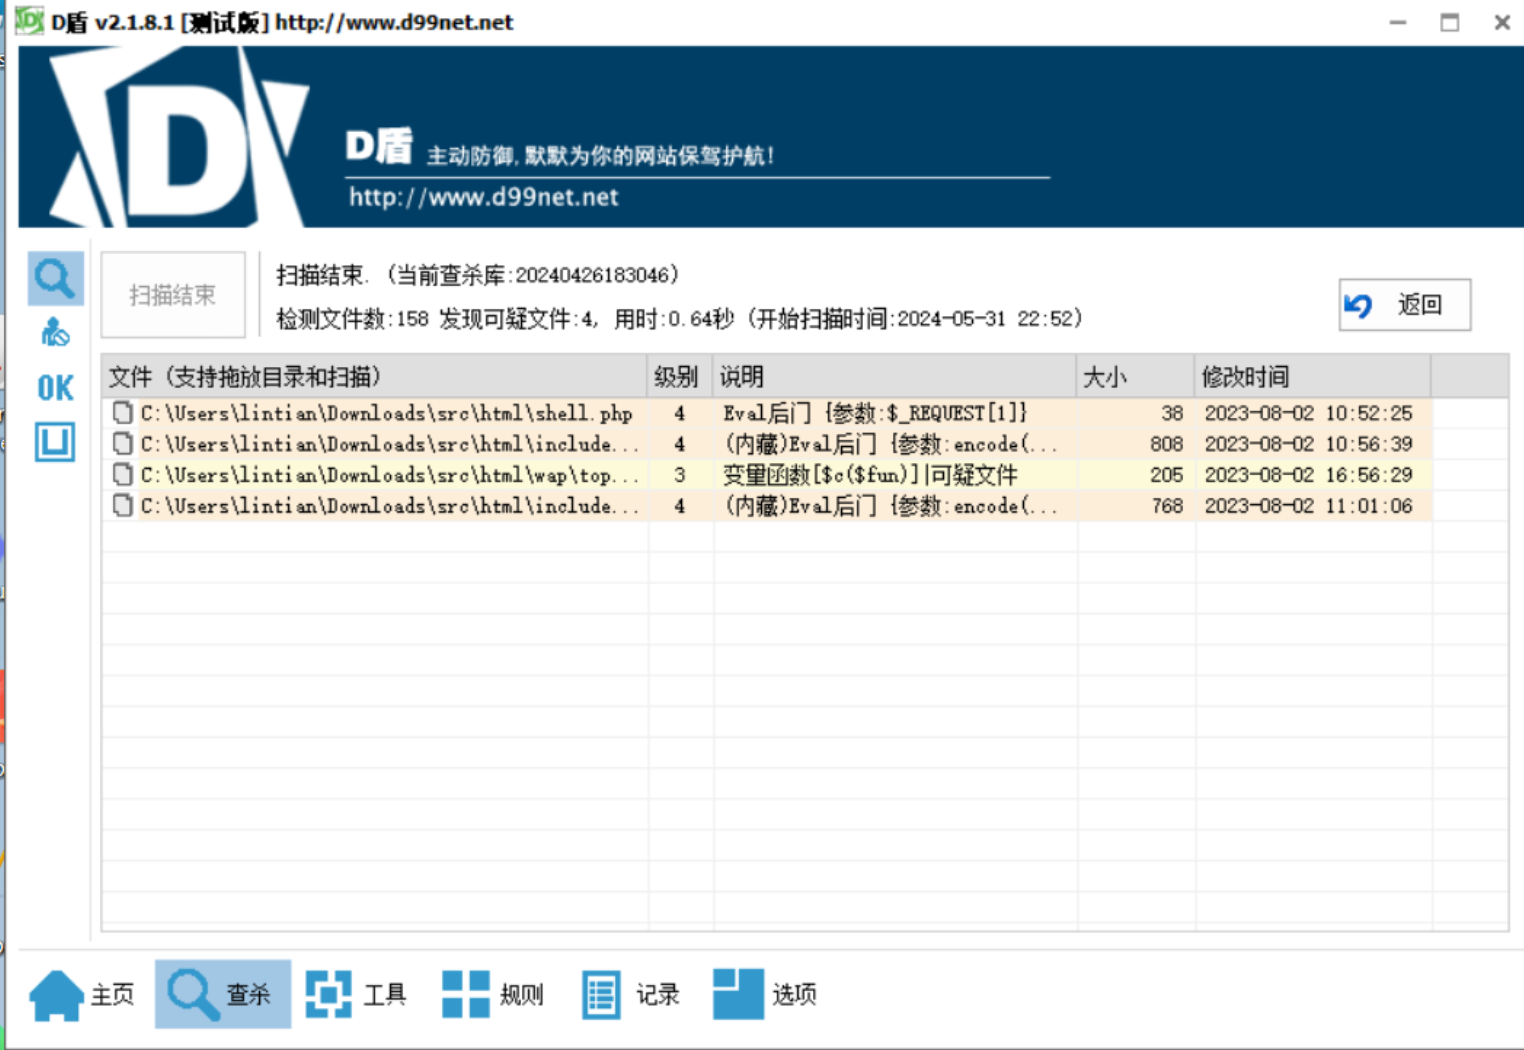 D盾 v2.1.8.1 [测试版] http://www.d99net.net
D盾 主动防御,默默为你的网站保驾护航!
http://www.d99net.net
扫描结束
扫描结束. (当前查杀库:20240426183046)
检测文件数:158 发现可疑文件:4, 用时:0.64秒 (开始扫描时间:2024-05-31 22:52)
返回
OK
文件 (支持拖放目录和扫描) 级别 说明 大小 修改时间
C:\Users\lintian\Downloads\src\html\shell.php 4 Eval后门 {参数:$_REQUEST[1]} 38 2023-08-02 10:52:25
C:\Users\lintian\Downloads\src\html\include... 4 (内藏)Eval后门 {参数:encode(... 808 2023-08-02 10:56:39
C:\Users\lintian\Downloads\src\html\wap\top... 3 变量函数[$c($fun)]|可疑文件 205 2023-08-02 16:56:29
C:\Users\lintian\Downloads\src\html\include... 4 (内藏)Eval后门 {参数:encode(... 768 2023-08-02 11:01:06
主页 查杀 工具 规则 记录 选项